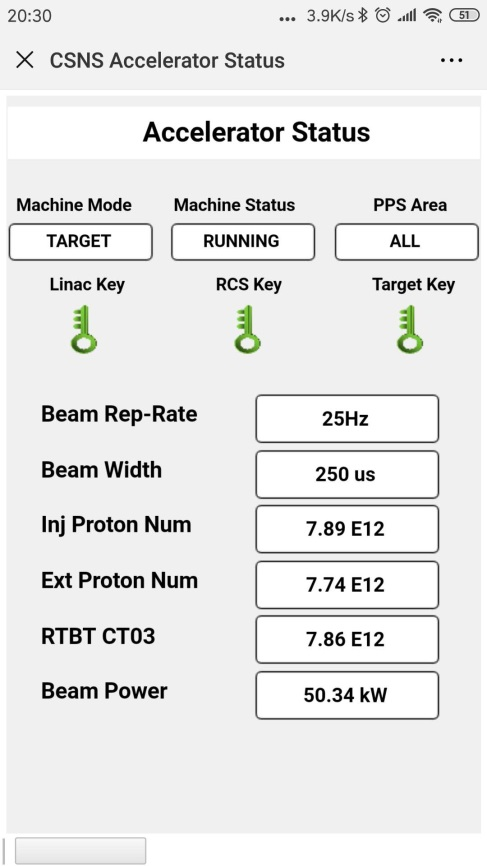 20:30 ... 3.9K/s 51
CSNS Accelerator Status
Accelerator Status
Machine Mode Machine Status PPS Area
TARGET RUNNING ALL
Linac Key RCS Key Target Key
Beam Rep-Rate 25Hz
Beam Width 250 us
Inj Proton Num 7.89 E12
Ext Proton Num 7.74 E12
RTBT CT03 7.86 E12
Beam Power 50.34 kW